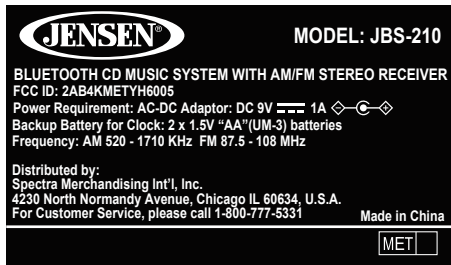 JENSEN®
MODEL: JBS-210
BLUETOOTH CD MUSIC SYSTEM WITH AM/FM STEREO RECEIVER
FCC ID: 2AB4KMETYH6005
Power Requirement: AC-DC Adaptor: DC 9V 1A
Backup Battery for Clock: 2 x 1.5V "AA"(UM-3) batteries
Frequency: AM 520 - 1710 KHz FM 87.5 - 108 MHz
Distributed by:
Spectra Merchandising Int'l, Inc.
4230 North Normandy Avenue, Chicago IL 60634, U.S.A.
For Customer Service, please call 1-800-777-5331
Made in China
MET